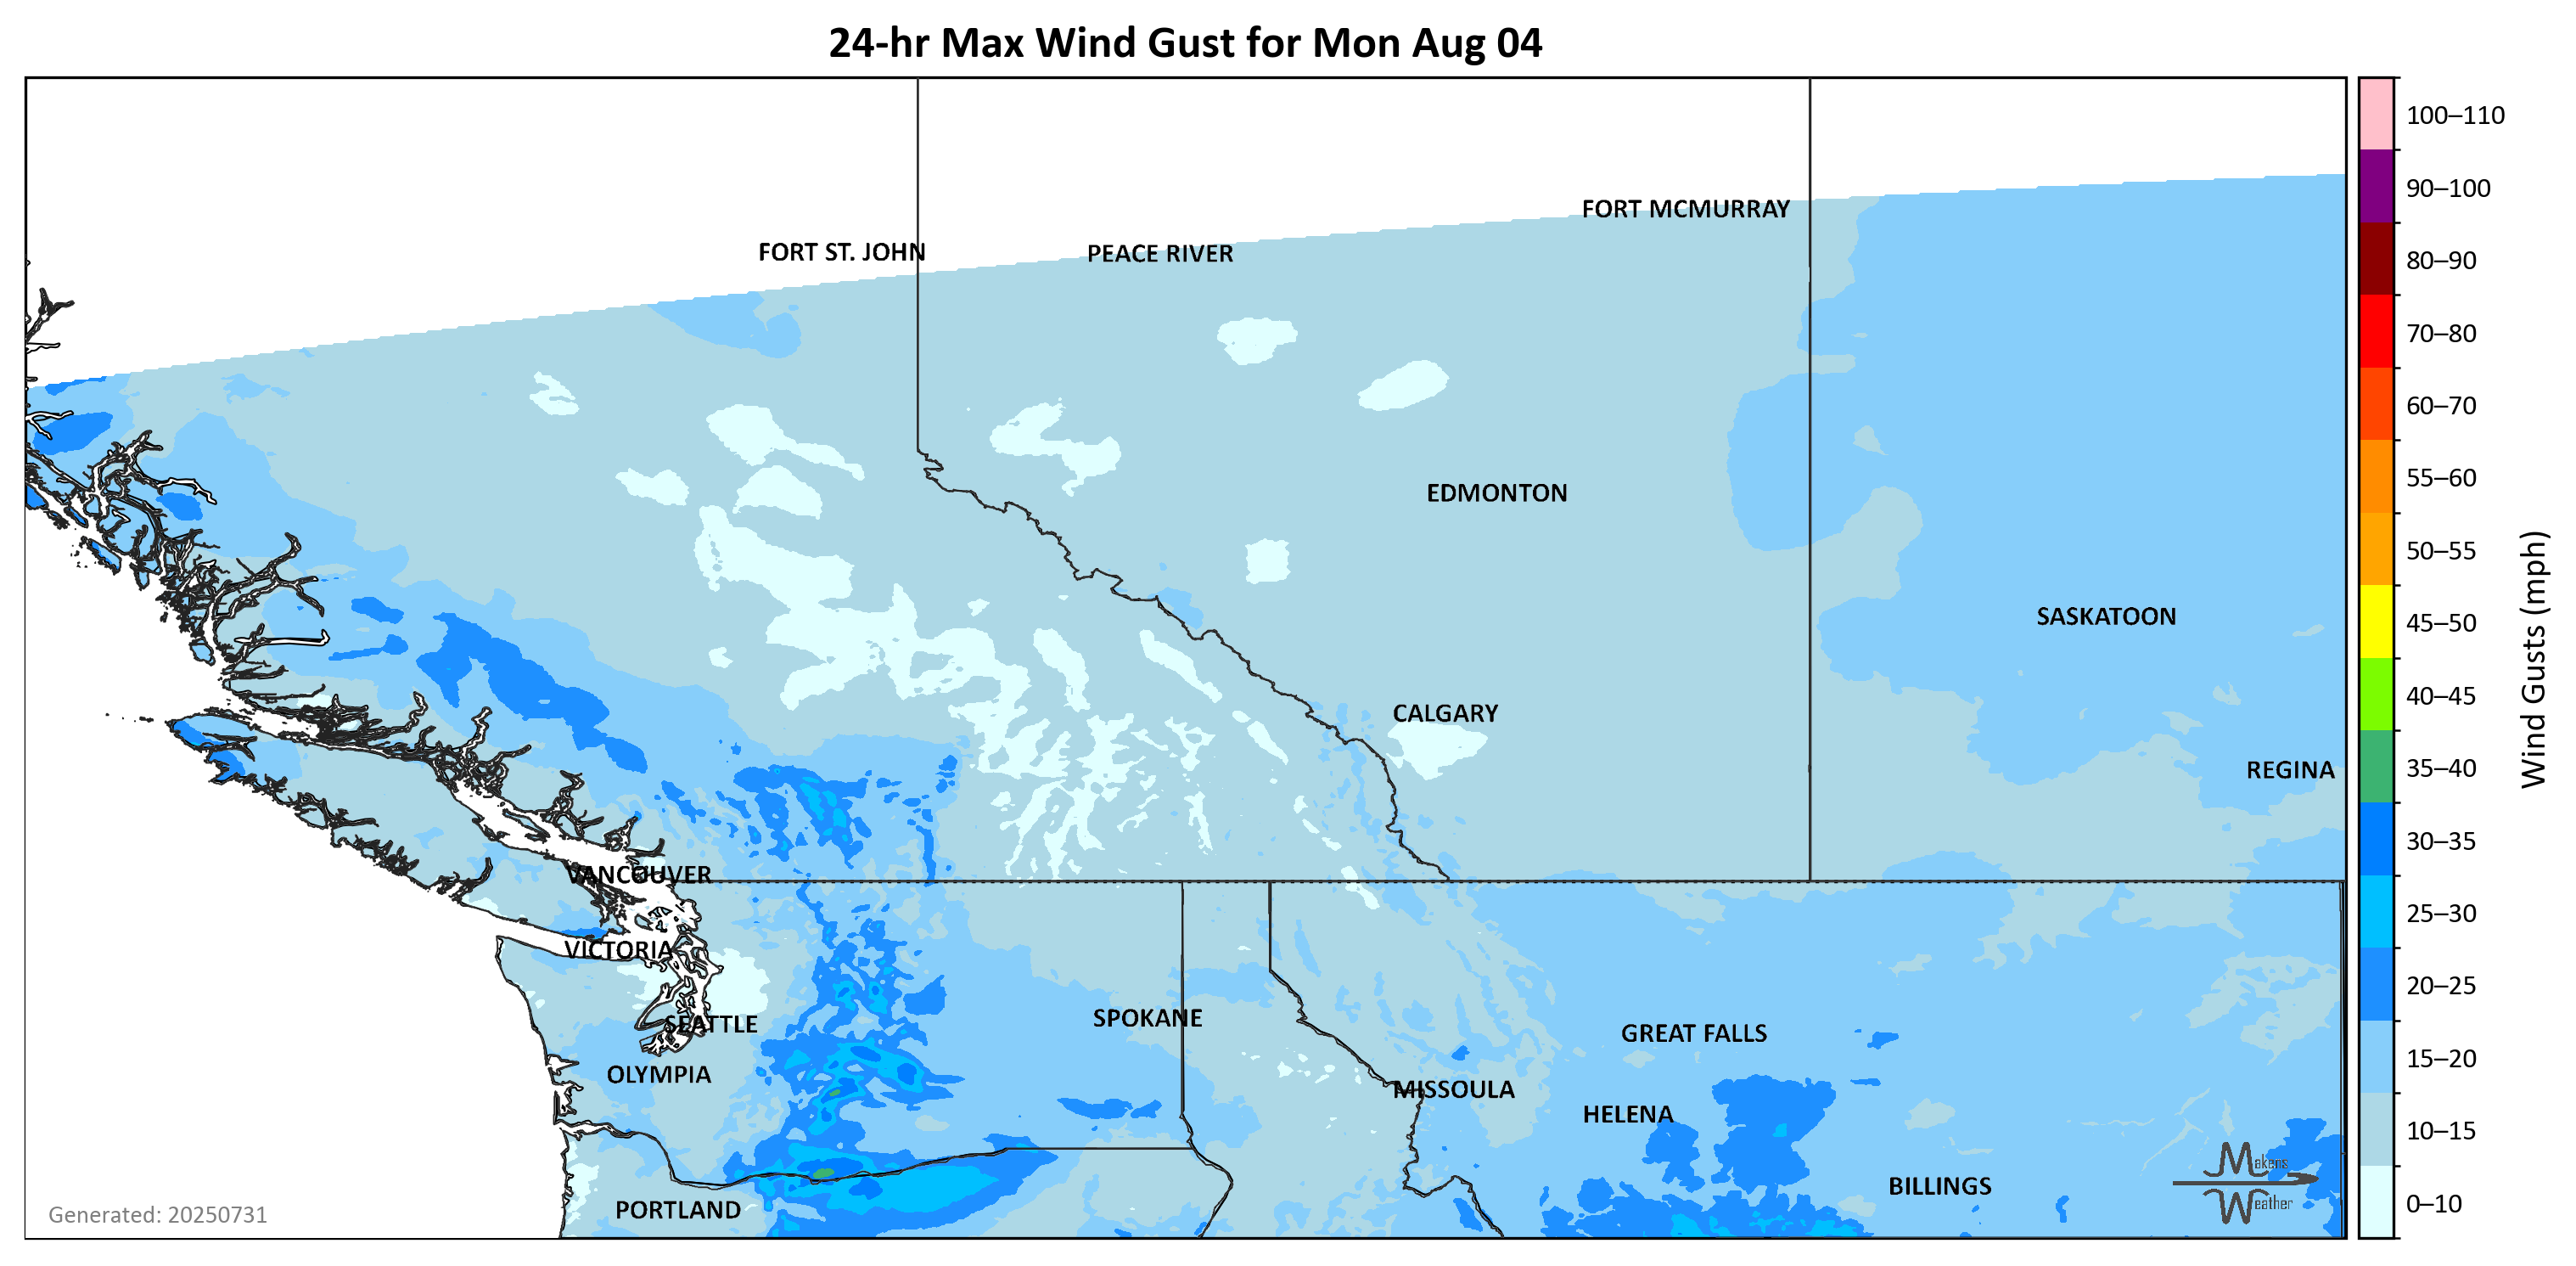 24-hr Max Wind Gust for Mon Aug 04
100–110
90–100
80–90
70–80
60–70
55–60
50–55
45–50
40–45
35–40
30–35
25–30
20–25
15–20
10–15
0–10
Wind Gusts (mph)
FORT MCMURRAY
FORT ST. JOHN
PEACE RIVER
EDMONTON
SASKATOON
CALGARY
REGINA
VANCOUVER
VICTORIA
SEATTLE
SPOKANE
GREAT FALLS
OLYMPIA
MISSOULA
HELENA
BILLINGS
PORTLAND
Makens
Weather
Generated: 20250731